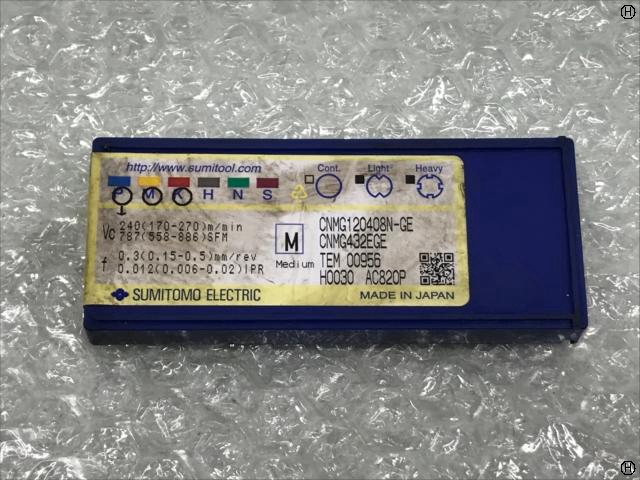 http://www.sumitool.com
Cont. Light Heavy
P M K H N S
Vc 240(170-270)m/min
787(558-886)SFM
f 0.3(0.15-0.5)mm/rev
0.012(0.006-0.02)IPR
M
Medium
CNMG120408N-GE
CNMG432EGE
TEM 00956
H0030 AC820P
SUMITOMO ELECTRIC
MADE IN JAPAN
H
H